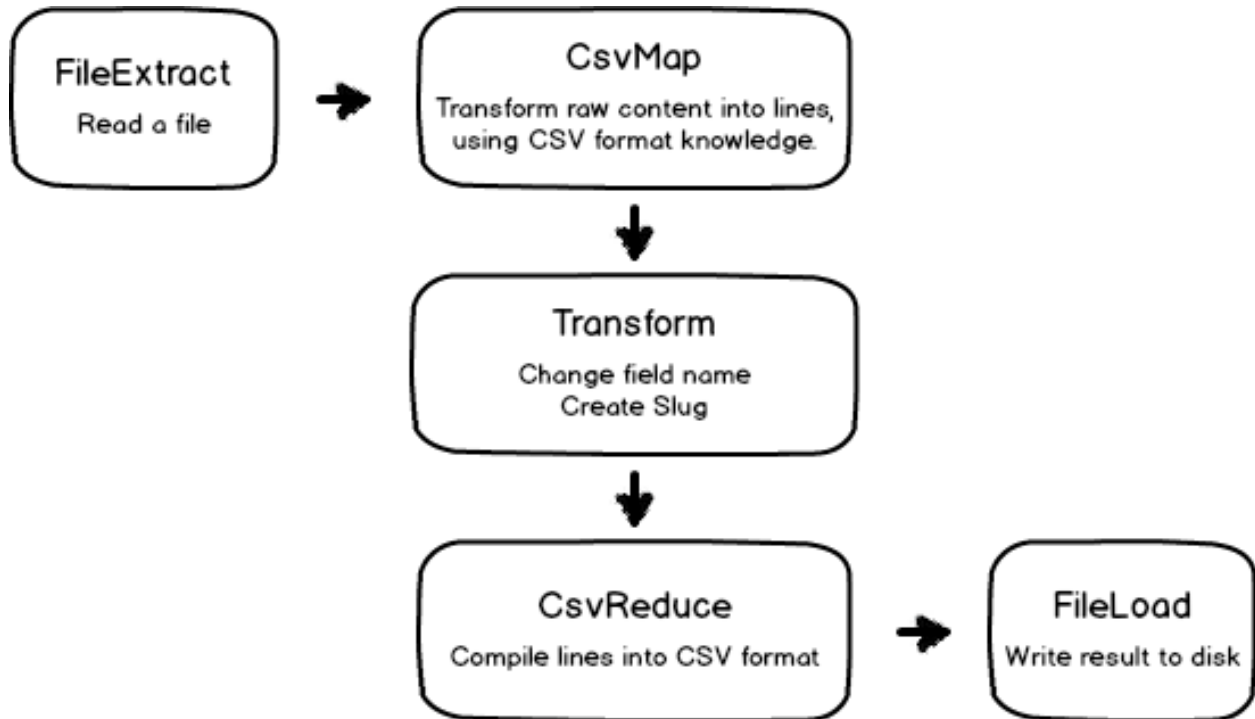 FileExtract
Read a file
CsvMap
Transform raw content into lines,
using CSV format knowledge.
Transform
Change field name
Create Slug
CsvReduce
Compile lines into CSV format
FileLoad
Write result to disk